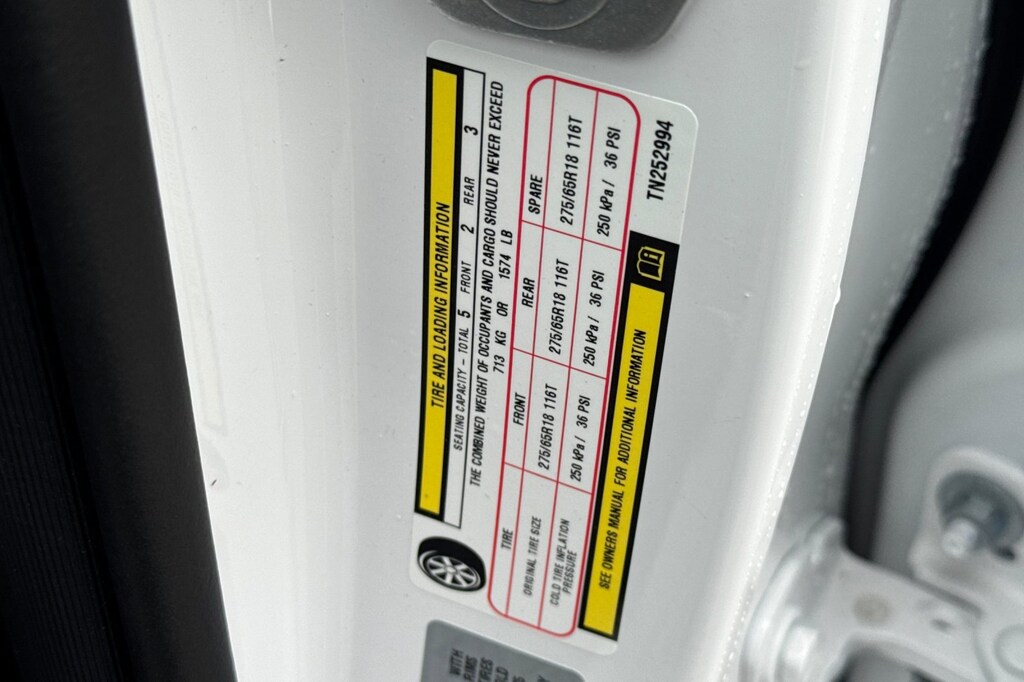 TIRE AND LOADING INFORMATION
SEATING CAPACITY - TOTAL 5 FRONT 2 REAR 3
THE COMBINED WEIGHT OF OCCUPANTS AND CARGO SHOULD NEVER EXCEED
713 KG OR 1574 LB
TIRE FRONT REAR SPARE
ORIGINAL TIRE SIZE 275/65R18 116T 275/65R18 116T 275/65R18 116T
COLD TIRE INFLATION
PRESSURE 250 kPa / 36 PSI 250 kPa / 36 PSI 250 kPa / 36 PSI
SEE OWNERS MANUAL FOR ADDITIONAL INFORMATION
TN252994
WITH